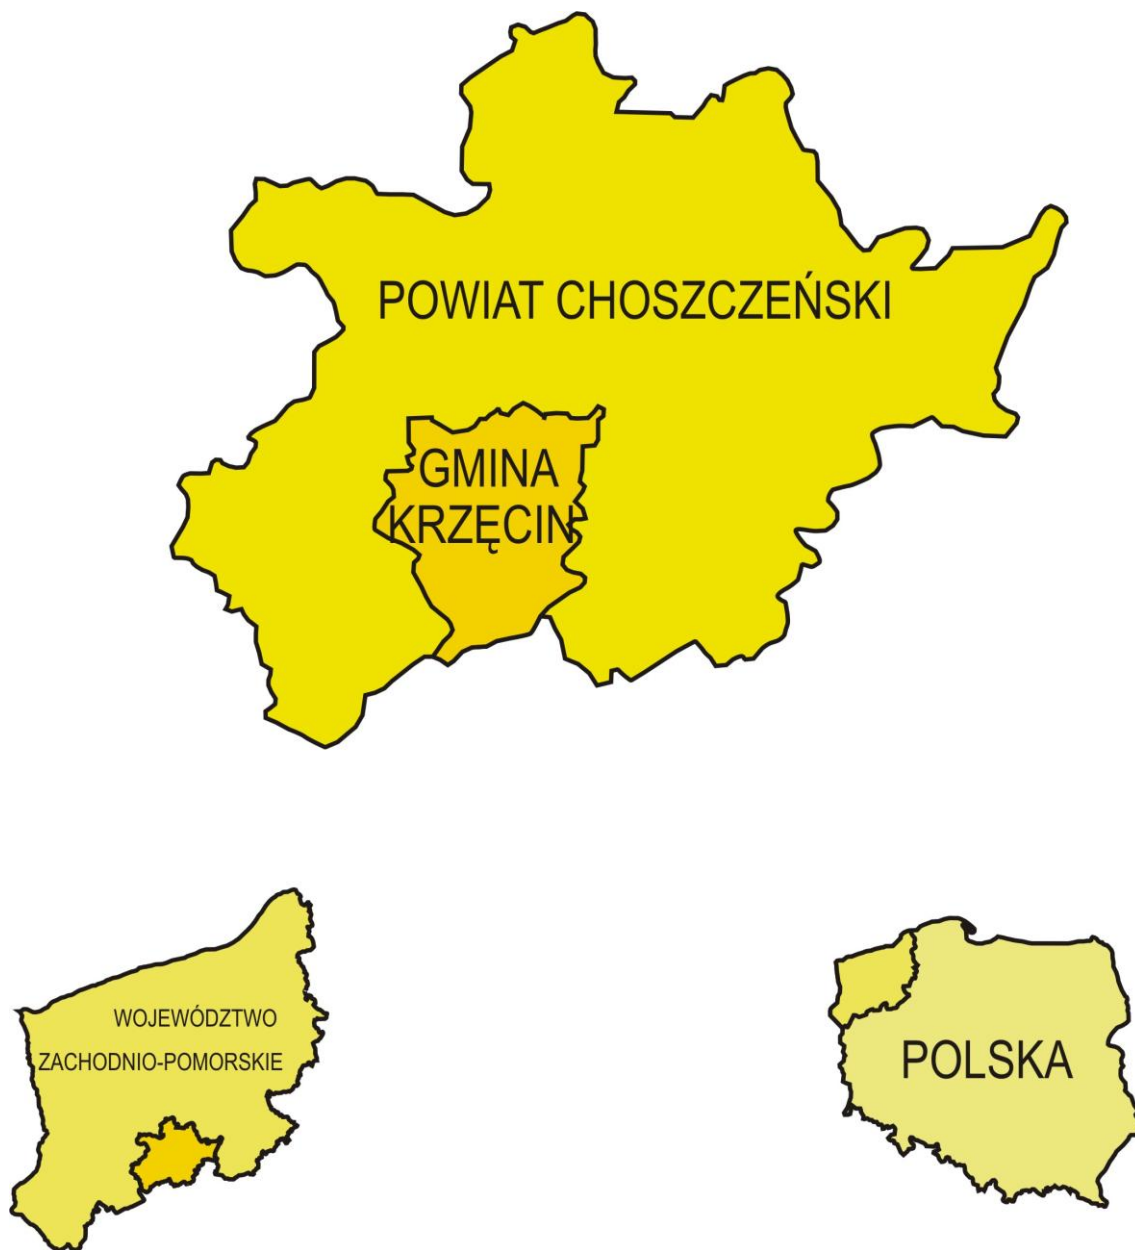 POWIAT CHOSZCZEŃSKI
GMINA
KRZĘCIN
WOJEWÓDZTWO
ZACHODNIO-POMORSKIE
POLSKA